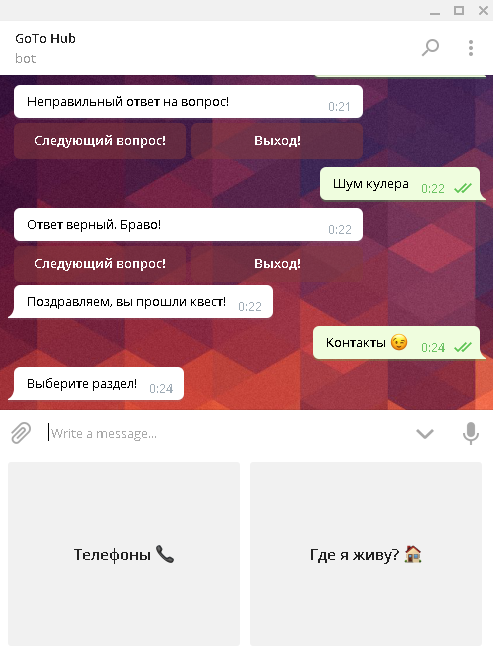 GoTo Hub
bot
Неправильный ответ на вопрос! 0:21
Следующий вопрос! Выход!
Шум кулера 0:22
Ответ верный. Браво! 0:22
Следующий вопрос! Выход!
Поздравляем, вы прошли квест! 0:22
Контакты 😉 0:24
Выберите раздел! 0:24
Write a message...
Телефоны 📞 Где я живу? 🏠